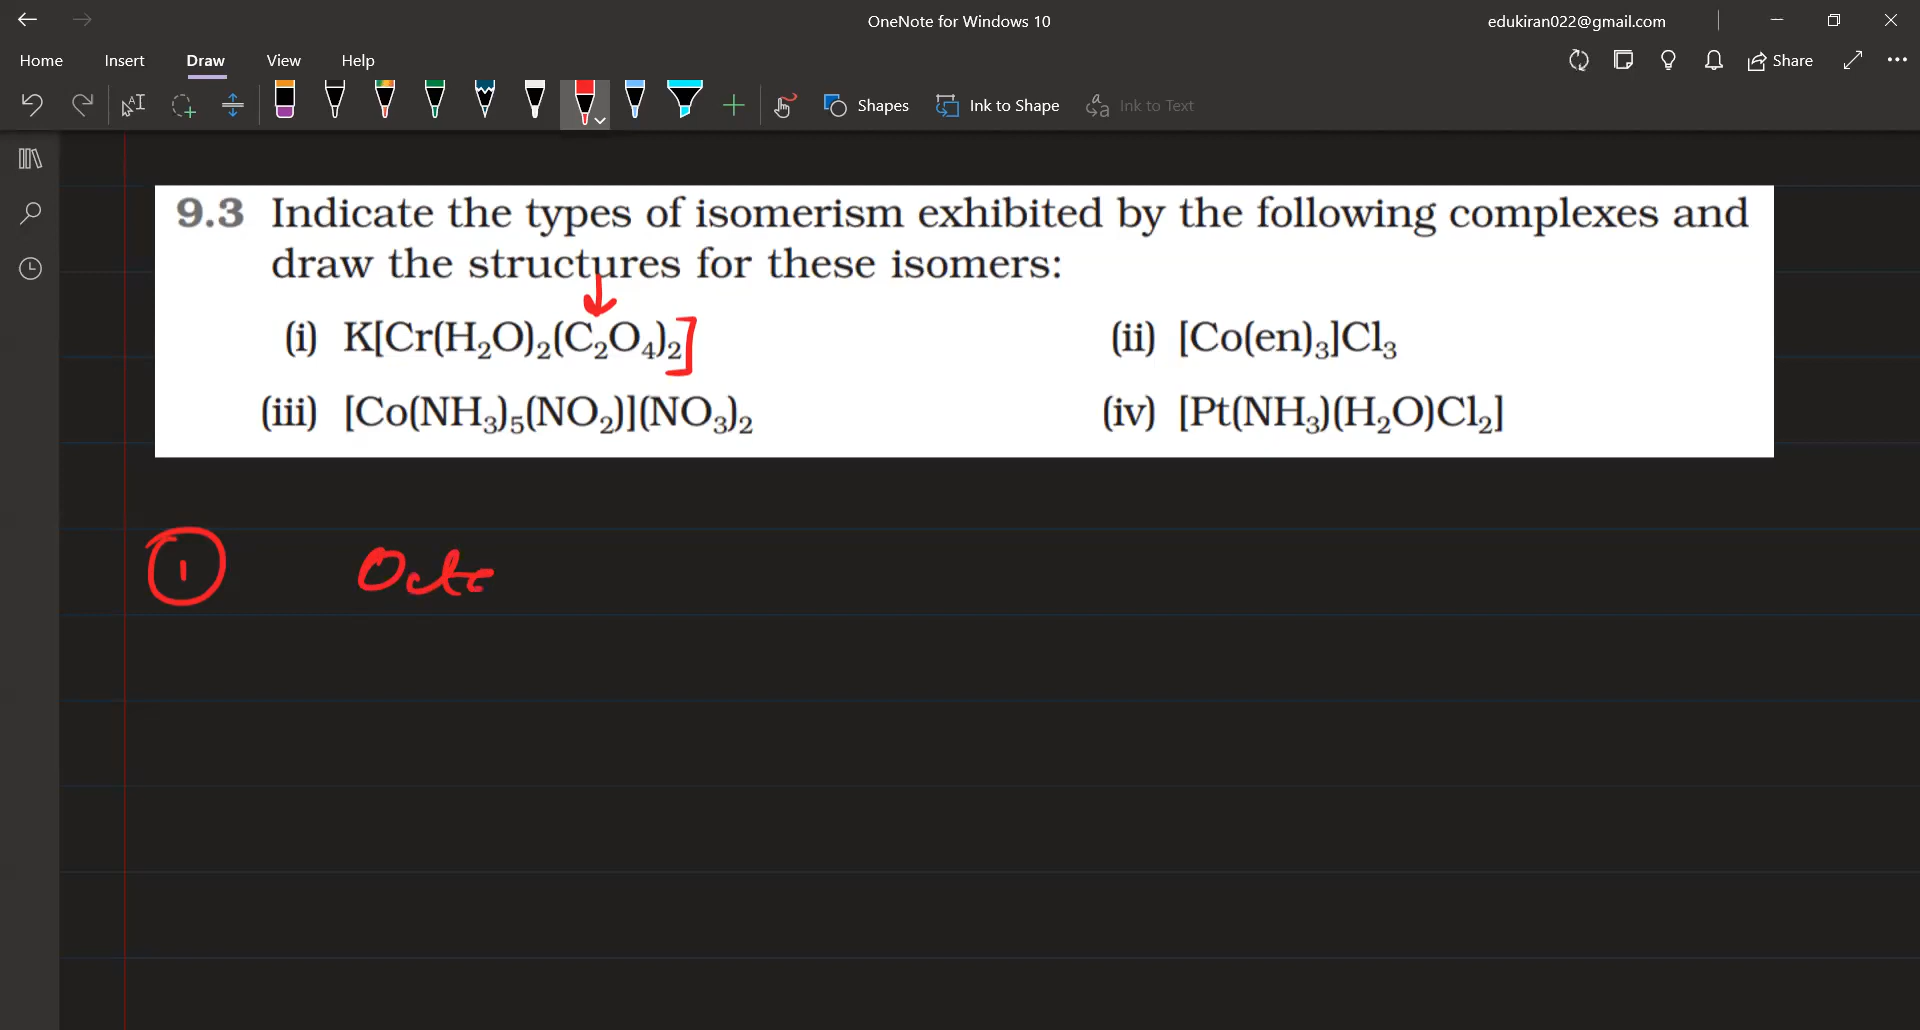 OneNote for Windows 10
edukiran022@gmail.com
Home Insert Draw View Help
Share
Shapes Ink to Shape Ink to Text
9.3 Indicate the types of isomerism exhibited by the following complexes and
draw the structures for these isomers:
(i) K[Cr(H₂O)₂(C₂O₄)₂] (ii) [Co(en)₃]Cl₃
(iii) [Co(NH₃)₅(NO₂)](NO₃)₂ (iv) [Pt(NH₃)(H₂O)Cl₂]
1